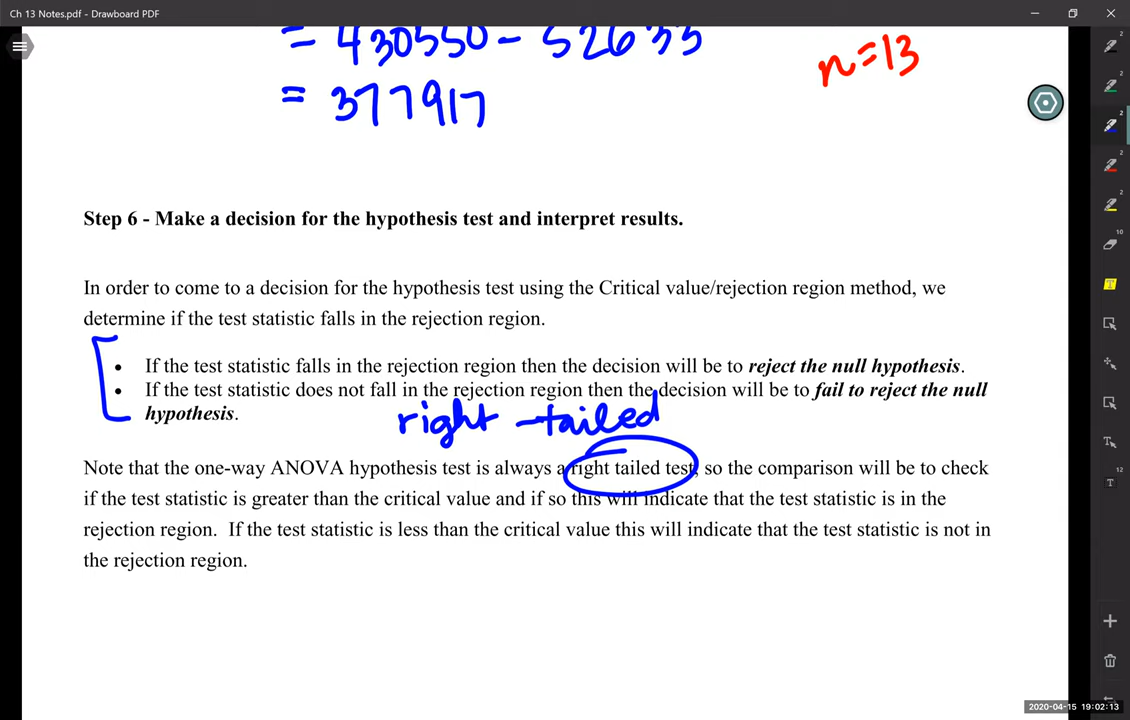 Ch 13 Notes.pdf - Drawboard PDF
= 430550 - 52633
n=13
= 377917
Step 6 - Make a decision for the hypothesis test and interpret results.
In order to come to a decision for the hypothesis test using the Critical value/rejection region method, we
determine if the test statistic falls in the rejection region.
• If the test statistic falls in the rejection region then the decision will be to reject the null hypothesis.
• If the test statistic does not fall in the rejection region then the decision will be to fail to reject the null
hypothesis.
right -tailed
Note that the one-way ANOVA hypothesis test is always a right tailed test, so the comparison will be to check
if the test statistic is greater than the critical value and if so this will indicate that the test statistic is in the
rejection region. If the test statistic is less than the critical value this will indicate that the test statistic is not in
the rejection region.
2
2
2
2
2
10
12
2020-04-15 19:02:13